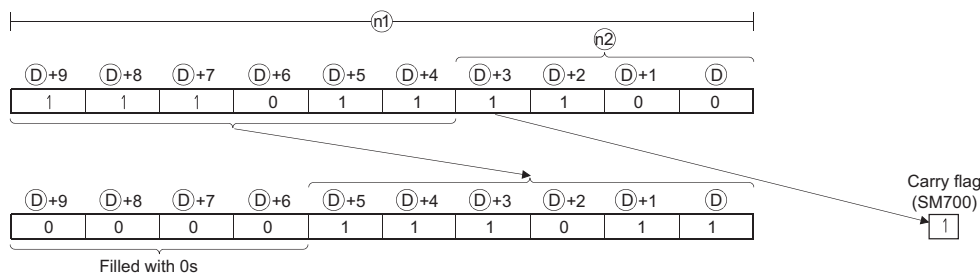 n1
n2
D+9 D+8 D+7 D+6 D+5 D+4 D+3 D+2 D+1 D
1 1 1 0 1 1 1 1 0 0
D+9 D+8 D+7 D+6 D+5 D+4 D+3 D+2 D+1 D
0 0 0 0 1 1 1 0 1 1
Filled with 0s
Carry flag
(SM700)
1